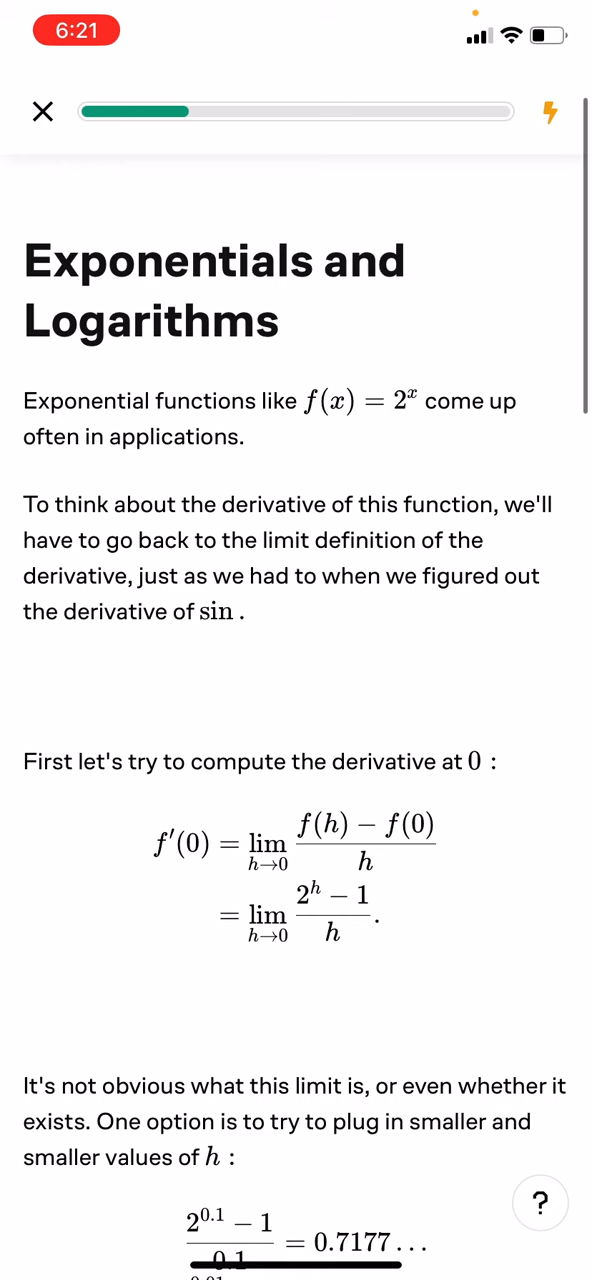 6:21
Exponentials and
Logarithms
Exponential functions like f(x) = 2^x come up
often in applications.
To think about the derivative of this function, we'll
have to go back to the limit definition of the
derivative, just as we had to when we figured out
the derivative of sin.
First let's try to compute the derivative at 0 :
f′(0) = lim_{h→0} (f(h) − f(0))/h
= lim_{h→0} (2^h − 1)/h.
It's not obvious what this limit is, or even whether it
exists. One option is to try to plug in smaller and
smaller values of h :
(2^{0.1} − 1)/0.1 = 0.7177...
?